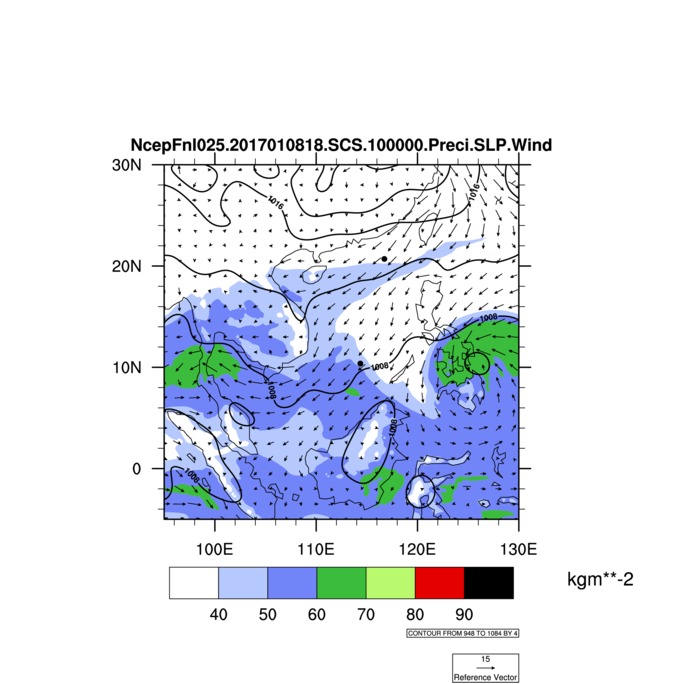 NcepFnl025.2017010818.SCS.100000.Preci.SLP.Wind
30N
1016
1016
20N
1008
10N
1008
1008
1008
0
1008
100E 110E 120E 130E
kgm**-2
40 50 60 70 80 90
CONTOUR FROM 948 TO 1084 BY 4
15
Reference Vector